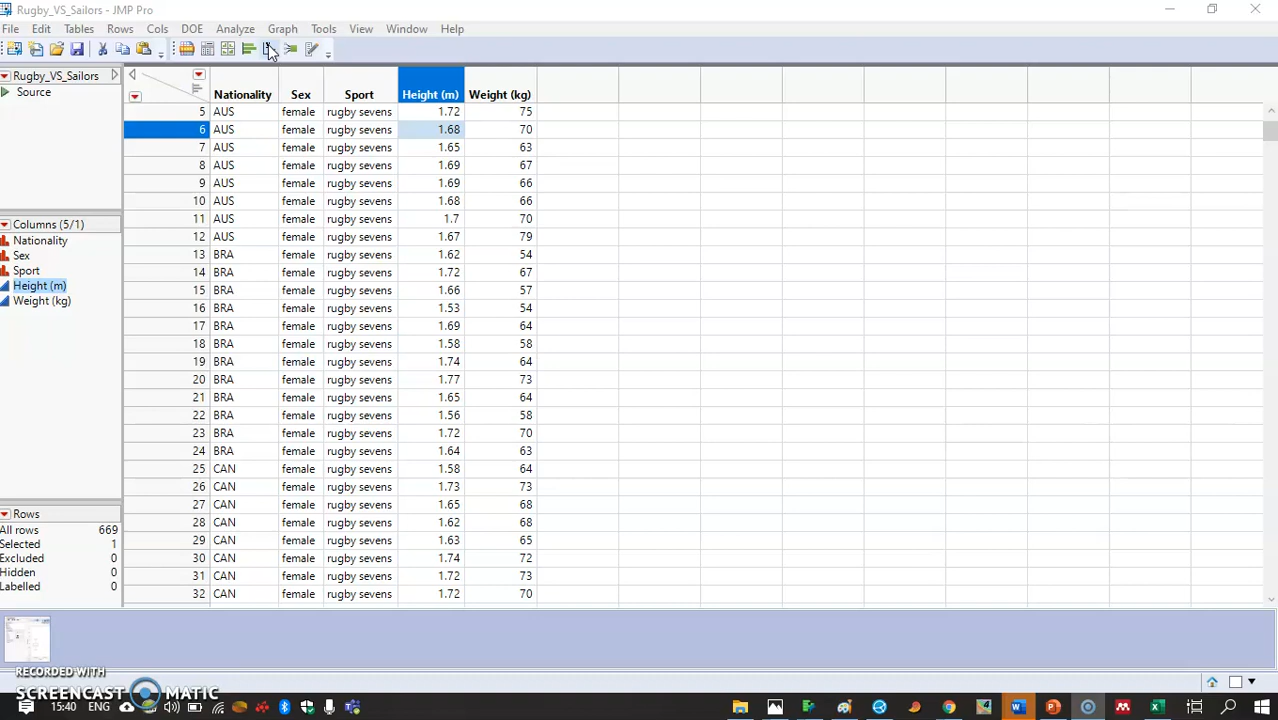 Rugby_VS_Sailors - JMP Pro
File Edit Tables Rows Cols DOE Analyze Graph Tools View Window Help
Rugby_VS_Sailors
Source
Columns (5/1)
Nationality
Sex
Sport
Height (m)
Weight (kg)
Rows
All rows 669
Selected 1
Excluded 0
Hidden 0
Labelled 0
Nationality Sex Sport Height (m) Weight (kg)
5 AUS female rugby sevens 1.72 75
6 AUS female rugby sevens 1.68 70
7 AUS female rugby sevens 1.65 63
8 AUS female rugby sevens 1.69 67
9 AUS female rugby sevens 1.69 66
10 AUS female rugby sevens 1.68 66
11 AUS female rugby sevens 1.7 70
12 AUS female rugby sevens 1.67 79
13 BRA female rugby sevens 1.62 54
14 BRA female rugby sevens 1.72 67
15 BRA female rugby sevens 1.66 57
16 BRA female rugby sevens 1.53 54
17 BRA female rugby sevens 1.69 64
18 BRA female rugby sevens 1.58 58
19 BRA female rugby sevens 1.74 64
20 BRA female rugby sevens 1.77 73
21 BRA female rugby sevens 1.65 64
22 BRA female rugby sevens 1.56 58
23 BRA female rugby sevens 1.72 70
24 BRA female rugby sevens 1.64 63
25 CAN female rugby sevens 1.58 64
26 CAN female rugby sevens 1.73 73
27 CAN female rugby sevens 1.65 68
28 CAN female rugby sevens 1.62 68
29 CAN female rugby sevens 1.63 65
30 CAN female rugby sevens 1.74 72
31 CAN female rugby sevens 1.72 73
32 CAN female rugby sevens 1.72 70
RECORDED WITH
SCREENCAST MATIC
15:40 ENG